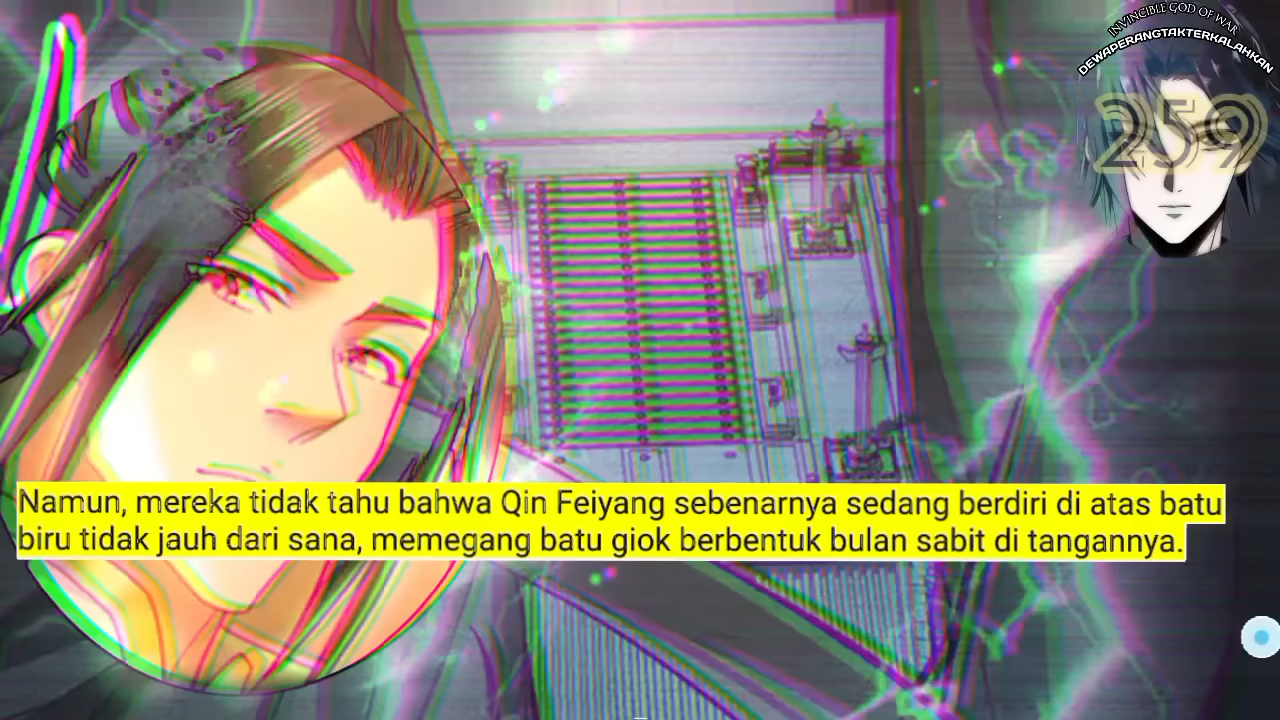 INVINCIBLE GOD OF WAR
DEWAPERANGTAKTERKALAHKAN
259
Namun, mereka tidak tahu bahwa Qin Feiyang sebenarnya sedang berdiri di atas batu
biru tidak jauh dari sana, memegang batu giok berbentuk bulan sabit di tangannya.